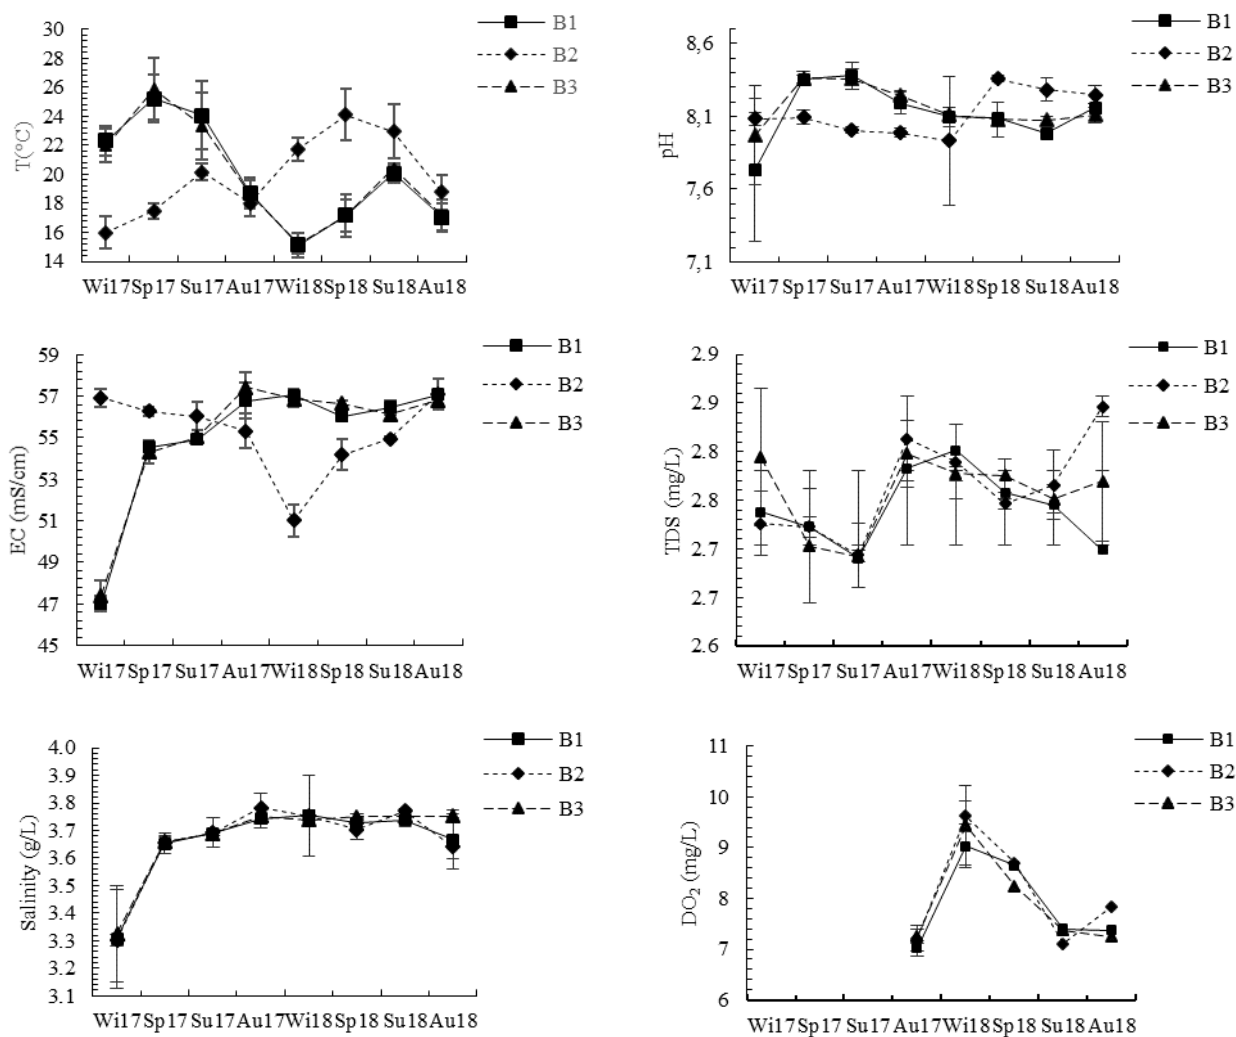 30
28
26
24
22
20
18
16
14
T(°C)
Wi17 Sp17 Su17 Au17 Wi18 Sp18 Su18 Au18
B1
B2
B3
8,6
8,1
7,6
7,1
pH
Wi17 Sp17 Su17 Au17 Wi18 Sp18 Su18 Au18
B1
B2
B3
59
57
55
53
51
49
47
45
EC (mS/cm)
Wi17 Sp17 Su17 Au17 Wi18 Sp18 Su18 Au18
B1
B2
B3
2.9
2.9
2.8
2.8
2.7
2.7
2.6
TDS (mg/L)
Wi17 Sp17 Su17 Au17 Wi18 Sp18 Su18 Au18
B1
B2
B3
4.0
3.9
3.8
3.7
3.6
3.5
3.4
3.3
3.2
3.1
Salinity (g/L)
Wi17 Sp17 Su17 Au17 Wi18 Sp18 Su18 Au18
B1
B2
B3
11
10
9
8
7
6
DO₂ (mg/L)
Wi17 Sp17 Su17 Au17 Wi18 Sp18 Su18 Au18
B1
B2
B3